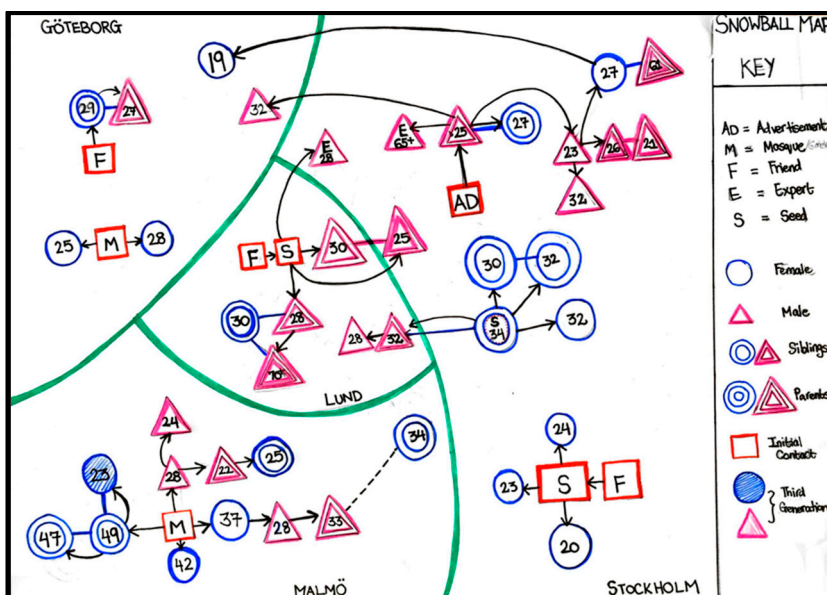 GÖTEBORG
19
27
61
29
27
32
F
E
28
E
65+
25
27
23
26
21
AD
32
25
M
28
F
S
30
25
30
32
30
28
28
32
S
34
32
70+
LUND
24
34
24
23
28
22
25
23
S
F
47
49
M
37
28
33
42
20
MALMÖ
STOCKHOLM
SNOWBALL MAP
KEY
AD = Advertisement
M = Mosque/
F = Friend
E = Expert
S = Seed
Female
Male
Siblings
Parents
Initial
Contact
Third
Generation